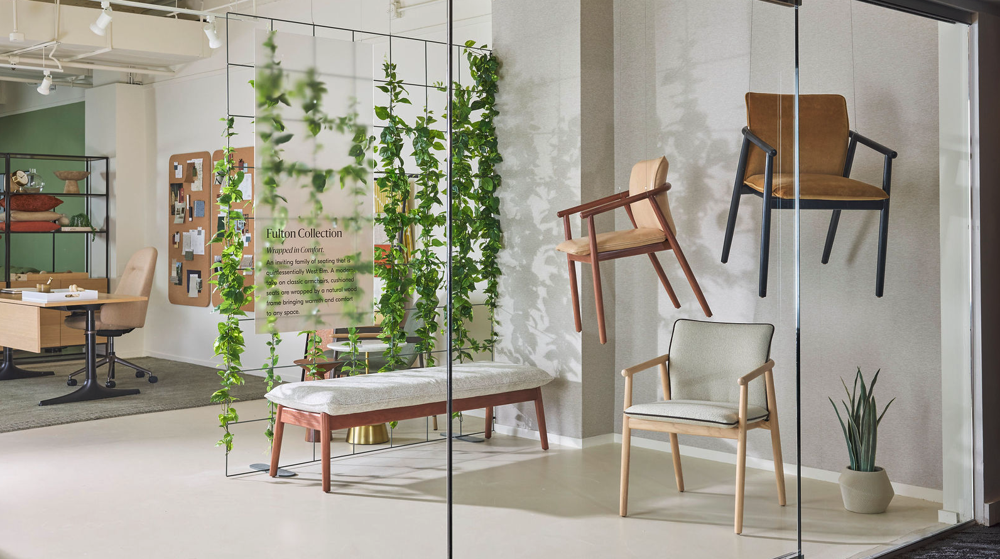 Fulton Collection
Wrapped in Comfort.
An inviting family of seating that is
quintessentially West Elm. A modern
take on classic armchairs, cushioned
seats are wrapped by a natural wood
frame bringing warmth and comfort
to any space.